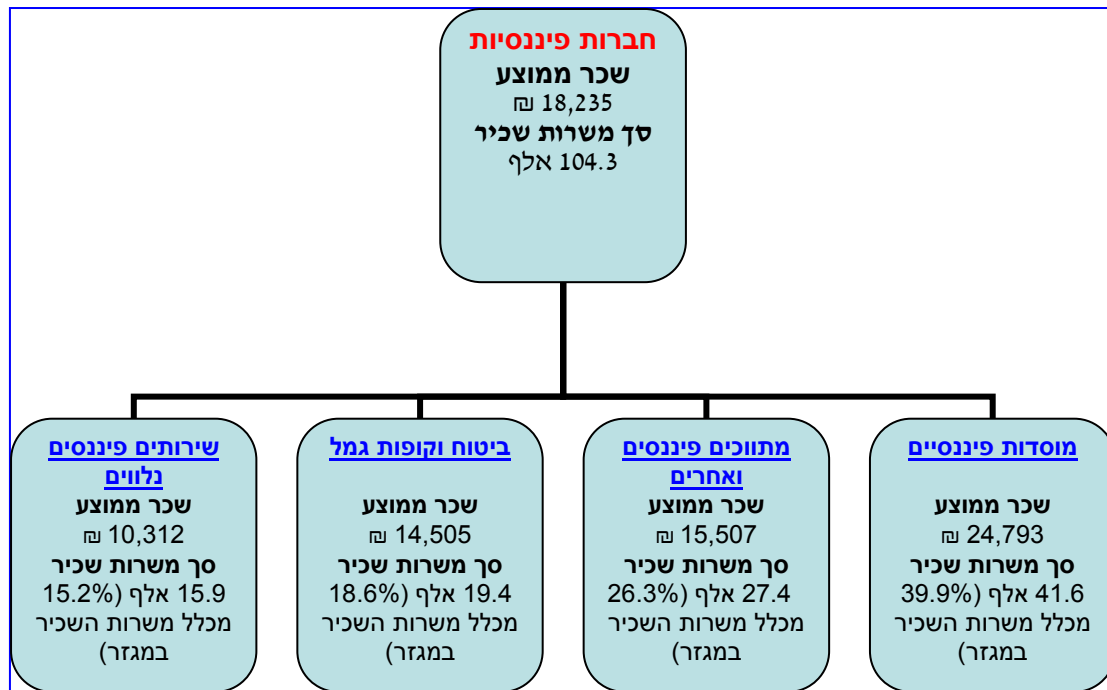 חברות פיננסיות
שכר ממוצע
18,235 ₪
סך משרות שכיר
104.3 אלף
מוסדות פיננסיים
שכר ממוצע
24,793 ₪
סך משרות שכיר
41.6 אלף (39.9%
מכלל משרות השכיר
במגזר)
מתווכים פיננסים
ואחרים
שכר ממוצע
15,507 ₪
סך משרות שכיר
27.4 אלף (26.3%
מכלל משרות השכיר
במגזר)
ביטוח וקופות גמל
שכר ממוצע
14,505 ₪
סך משרות שכיר
19.4 אלף (18.6%
מכלל משרות השכיר
במגזר)
שירותים פיננסים
נלווים
שכר ממוצע
10,312 ₪
סך משרות שכיר
15.9 אלף (15.2%
מכלל משרות השכיר
במגזר)